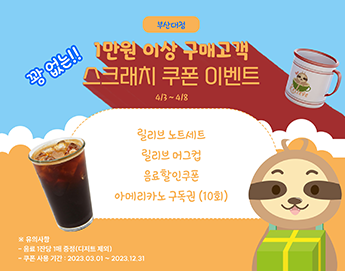 부산대점
꽝 없는!!
1만원 이상 구매고객
스크래치 쿠폰 이벤트
4/3 ~ 4/8
릴리브 노트세트
릴리브 머그컵
음료할인쿠폰
아메리카노 구독권 (10회)
※ 유의사항
- 음료 1잔당 1매 증정(디저트 제외)
- 쿠폰 사용 기간 : 2023.03.01 ~ 2023.12.31